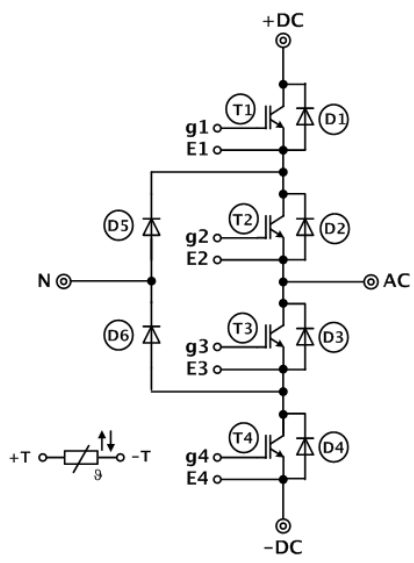 +DC
T1
D1
g1
E1
D5
T2
D2
g2
E2
N
AC
D6
T3
D3
g3
E3
T4
D4
g4
+T
-T
ϑ
E4
-DC